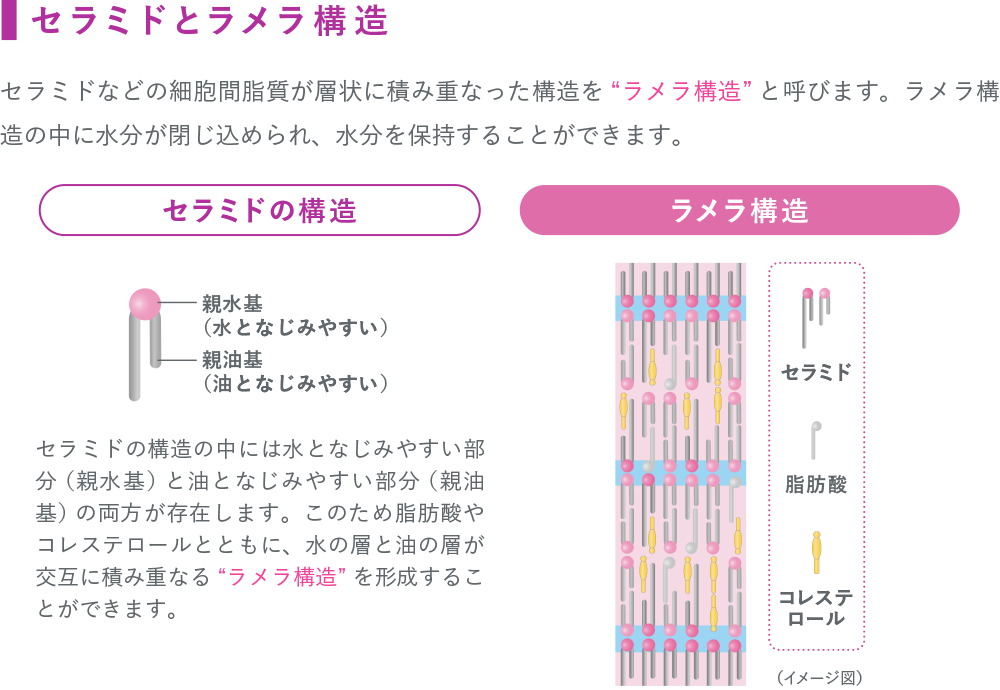 セラミドとラメラ構造
セラミドなどの細胞間脂質が層状に積み重なった構造を“ラメラ構造”と呼びます。ラメラ構
造の中に水分が閉じ込められ、水分を保持することができます。
セラミドの構造
親水基
（水となじみやすい）
親油基
（油となじみやすい）
セラミドの構造の中には水となじみやすい部
分（親水基）と油となじみやすい部分（親油
基）の両方が存在します。このため脂肪酸や
コレステロールとともに、水の層と油の層が
交互に積み重なる“ラメラ構造”を形成するこ
とができます。
ラメラ構造
セラミド
脂肪酸
コレステ
ロール
（イメージ図）